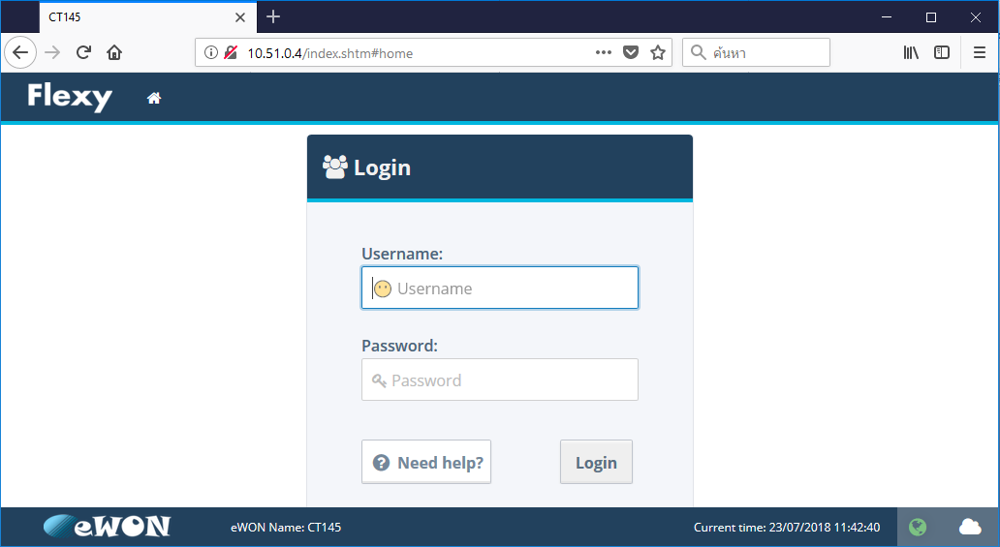 CT145
10.51.0.4/index.shtm#home
ค้นหา
Flexy
Login
Username:
Username
Password:
Password
Need help?
Login
eWON
eWON Name: CT145
Current time: 23/07/2018 11:42:40